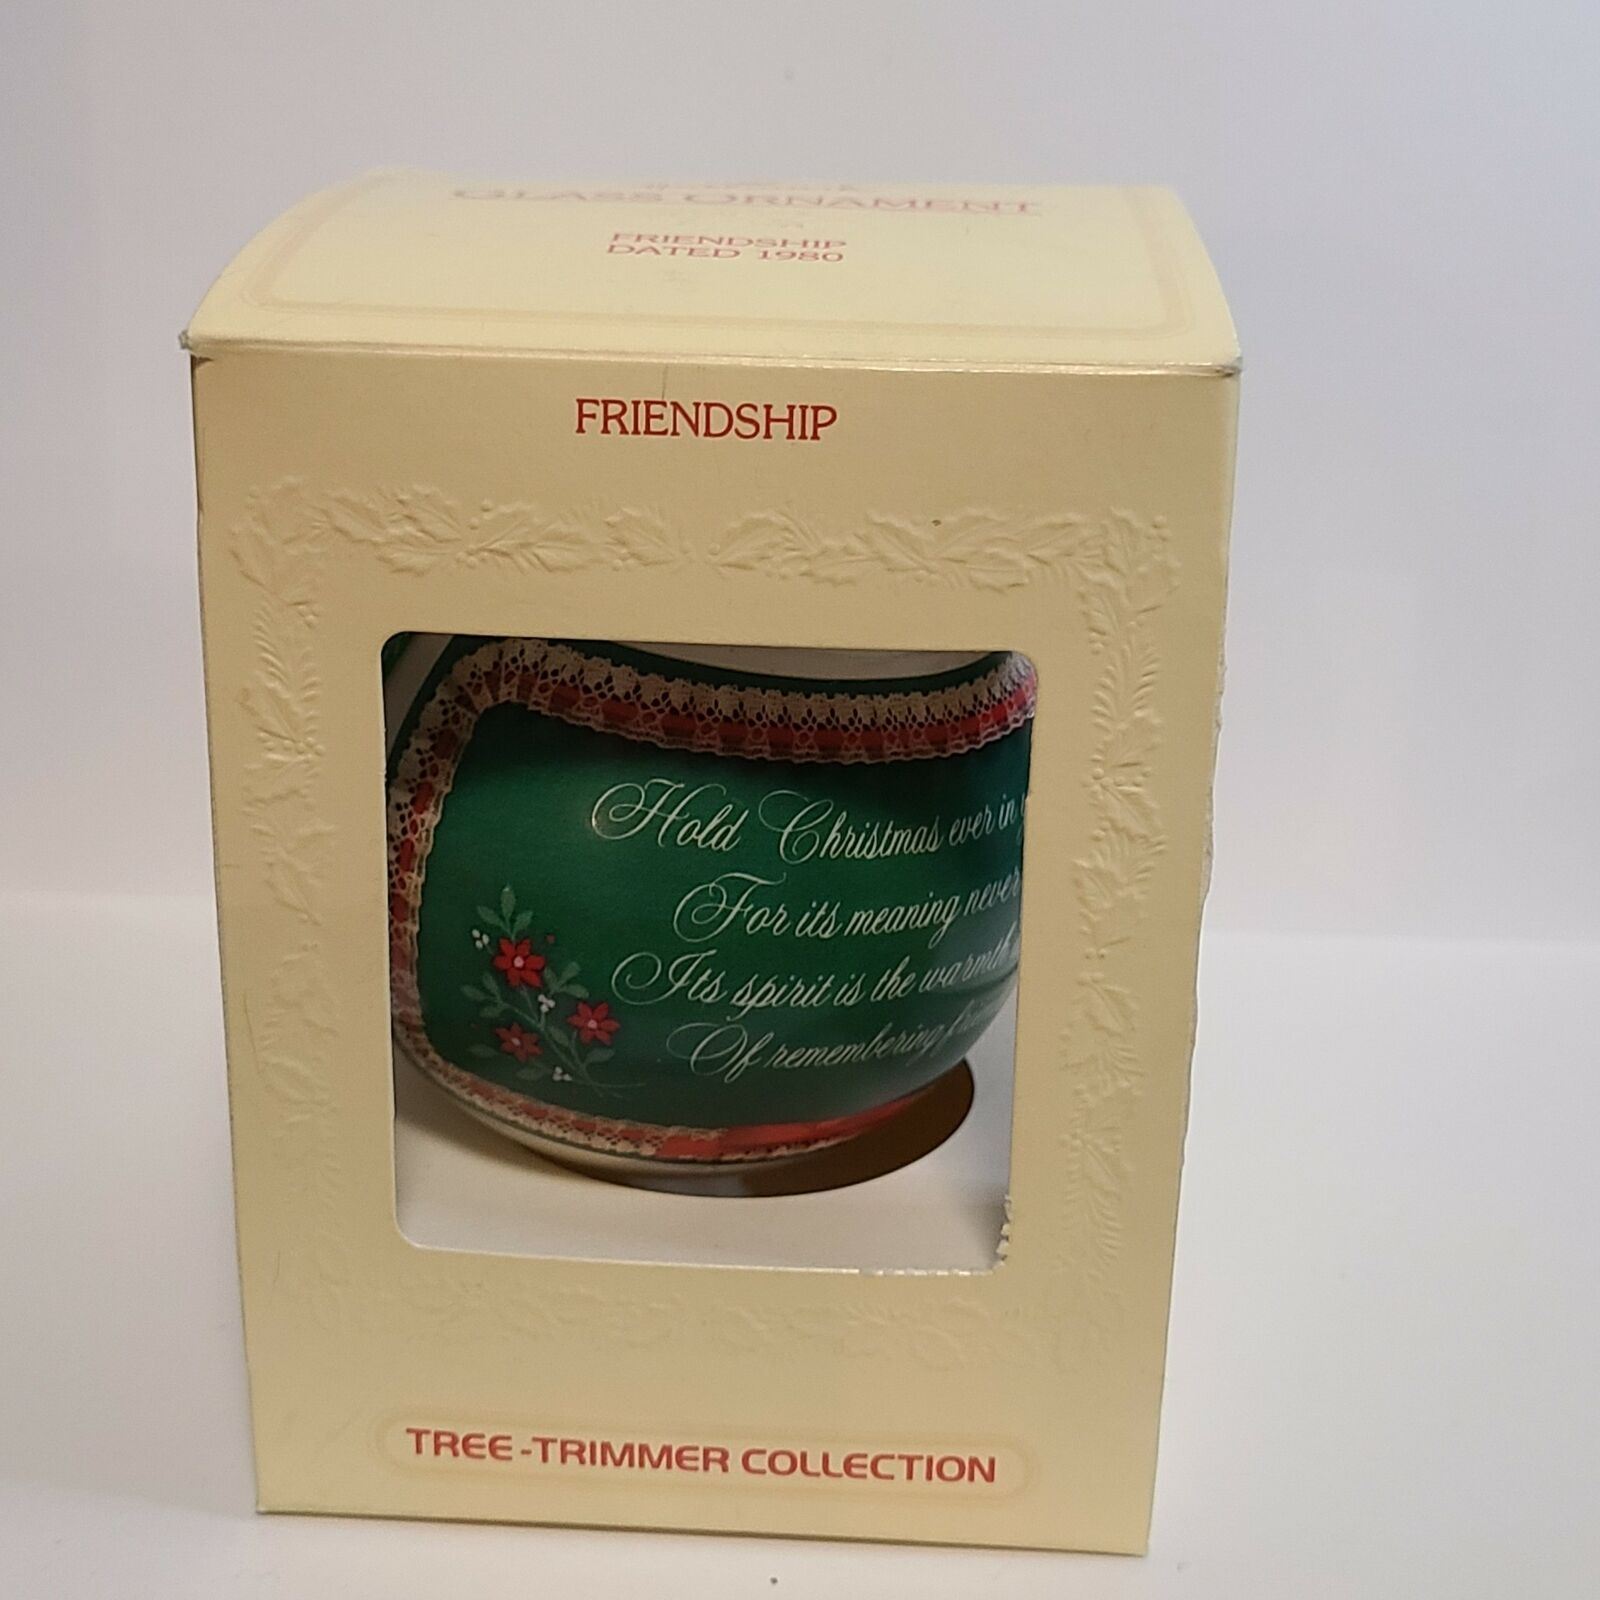 GLASS ORNAMENT
FRIENDSHIP
DATED 1980
FRIENDSHIP
Hold Christmas ever in
For its meaning never
Its spirit is the warmth
Of remembering
TREE-TRIMMER COLLECTION